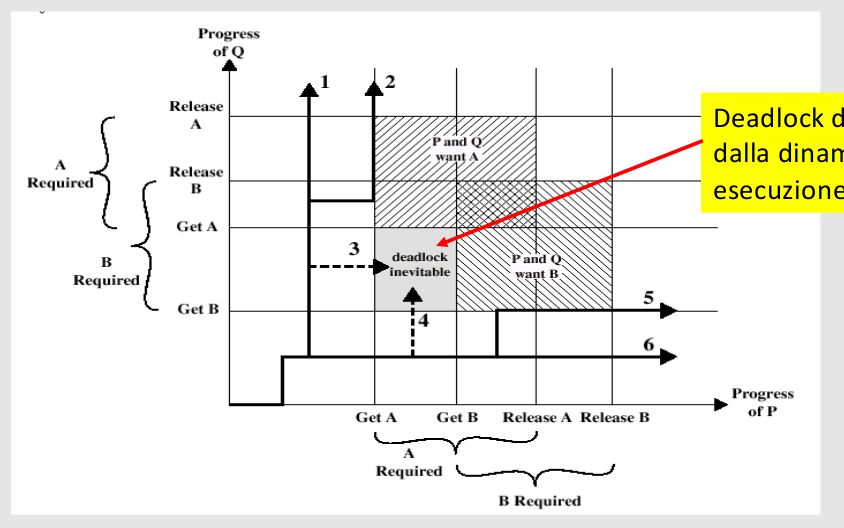 Progress
of Q
1
2
Release
A
A
Required
Release
B
P and Q
want A
Deadlock d
dalla dinam
esecuzione
Get A
B
Required
3
deadlock
inevitable
P and Q
want B
Get B
4
5
6
Progress
of P
Get A
Get B
Release A
Release B
A
Required
B Required